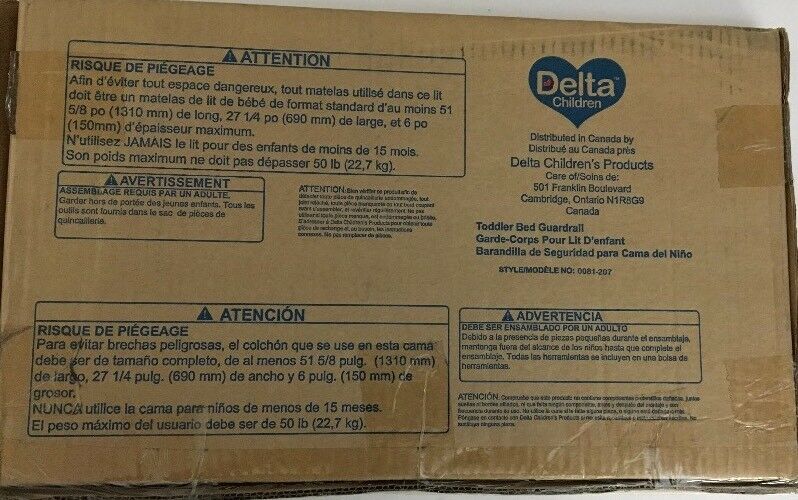 ⚠ ATTENTION
RISQUE DE PIÉGEAGE
Afin d'éviter tout espace dangereux, tout matelas utilisé dans ce lit
doit être un matelas de lit de bébé de format standard d'au moins 51
5/8 po (1310 mm) de long, 27 1/4 po (690 mm) de large, et 6 po
(150mm) d'épaisseur maximum.
N'utilisez JAMAIS le lit pour des enfants de moins de 15 mois.
Son poids maximum ne doit pas dépasser 50 lb (22,7 kg).
⚠ AVERTISSEMENT
ASSEMBLAGE REQUIS PAR UN ADULTE.
Garder hors de portée des jeunes enfants. Tous les
outils sont fournis dans le sac de pièces de
quincaillerie.
ATTENTION:
Delta
Children
Distributed in Canada by
Distribué au Canada près
Delta Children's Products
Care of/Soins de:
501 Franklin Boulevard
Cambridge, Ontario N1R8G9
Canada
Toddler Bed Guardrail
Garde-Corps Pour Lit D'enfant
Barandilla de Seguridad para Cama del Niño
STYLE/MODÈLE NO: 0081-207
⚠ ATENCIÓN
RIESGO DE PIÉGEAGE
Para evitar brechas peligrosas, el colchón que se use en esta cama
debe ser de tamaño completo, de al menos 51 5/8 pulg. (1310 mm)
de largo, 27 1/4 pulg. (690 mm) de ancho y 6 pulg. (150 mm) de
grosor.
NUNCA utilice la cama para niños de menos de 15 meses.
El peso máximo del usuario debe ser de 50 lb (22,7 kg).
⚠ ADVERTENCIA
DEBE SER ENSAMBLADO POR UN ADULTO
Debido a la presencia de piezas pequeñas durante el ensamblaje,
mantenga fuera del alcance de los niños hasta que complete el
ensamblaje. Todas las herramientas se incluyen en una bolsa de
herramientas.
ATENCIÓN: